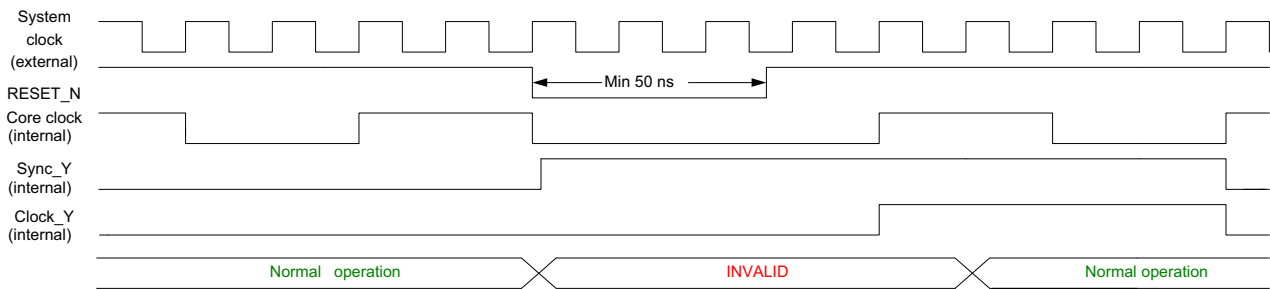 System
clock
(external)
Min 50 ns
RESET_N
Core clock
(internal)
Sync_Y
(internal)
Clock_Y
(internal)
Normal operation
INVALID
Normal operation